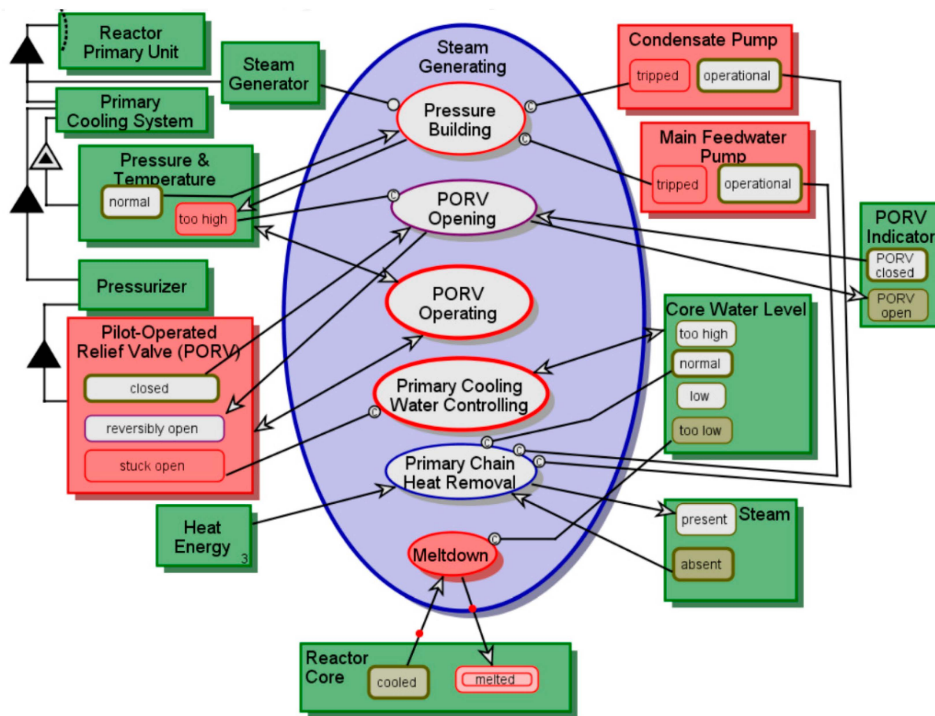 Reactor
Primary Unit
Steam
Generator
Primary
Cooling System
Pressure &
Temperature
normal
too high
Pressurizer
Pilot-Operated
Relief Valve (PORV)
closed
reversibly open
stuck open
Heat
Energy
3
Steam
Generating
Pressure
Building
C
C
PORV
Opening
C
PORV
Operating
Primary Cooling
Water Controlling
C
Primary Chain
Heat Removal
C
C
C
Meltdown
C
Condensate Pump
tripped
operational
Main Feedwater
Pump
tripped
operational
PORV
Indicator
PORV
closed
PORV
open
Core Water Level
too high
normal
low
too low
Steam
present
absent
Reactor
Core
cooled
melted